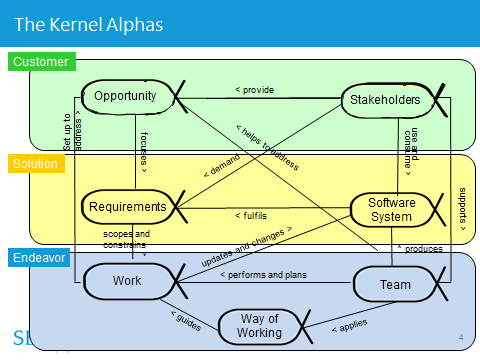 The Kernel Alphas
Customer
Opportunity
< provide
Stakeholders
Set up to
address >
focuses >
< helps to address
< demand
use and
consume >
Solution
Requirements
< fulfils
Software
System
supports >
scopes and
constrains
updates and changes >
^ produces
Endeavor
Work
< performs and plans
Team
< guides
Way of
Working
< applies
4